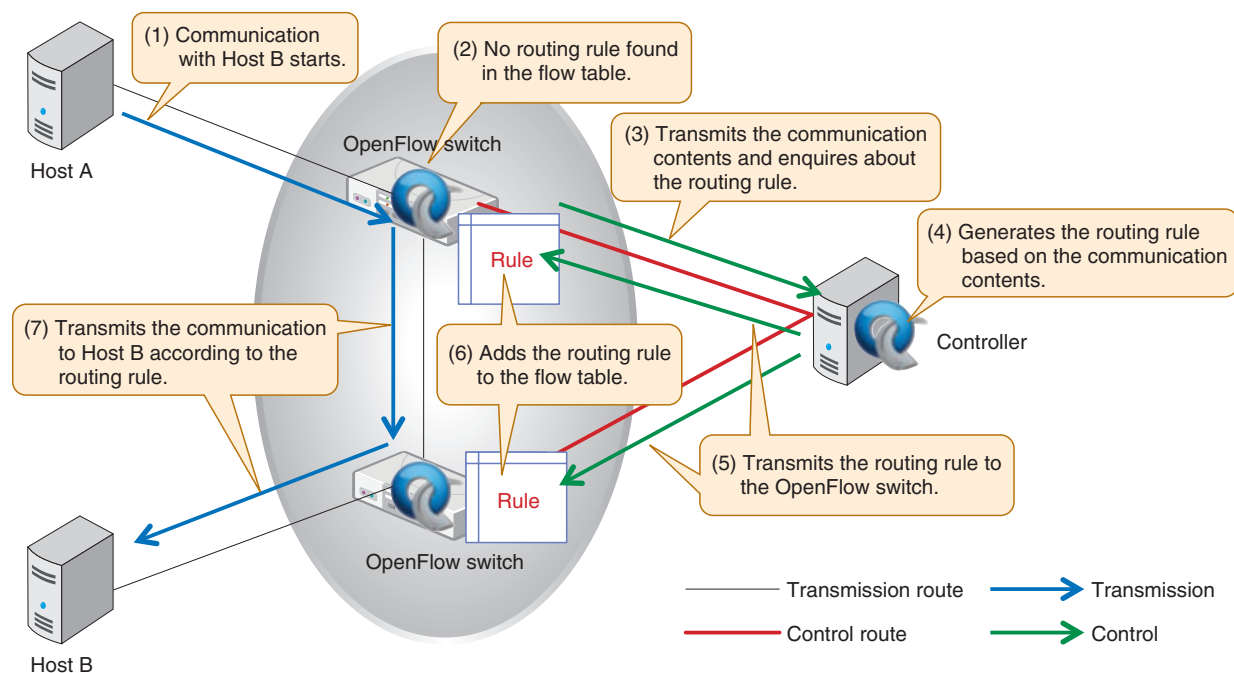 (1) Communication
with Host B starts.
(2) No routing rule found
in the flow table.
OpenFlow switch
Host A
(3) Transmits the communication
contents and enquires about
the routing rule.
(4) Generates the routing rule
based on the communication
contents.
Rule
Controller
(7) Transmits the communication
to Host B according to the
routing rule.
(6) Adds the routing rule
to the flow table.
(5) Transmits the routing rule to
the OpenFlow switch.
Rule
OpenFlow switch
Host B
Transmission route
Transmission
Control route
Control